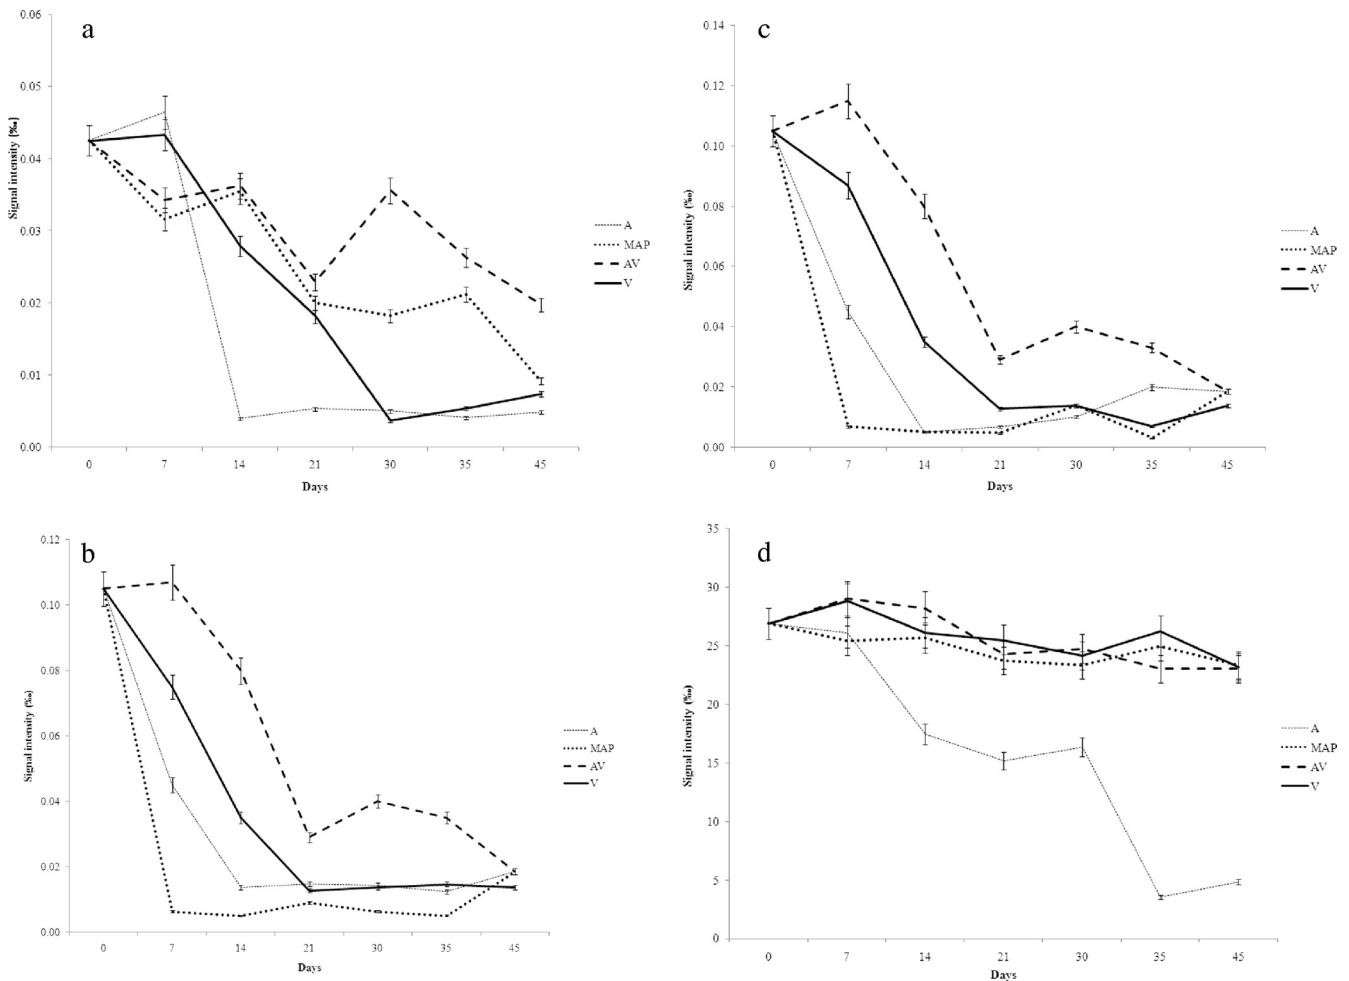 a
0.06
0.05
0.04
0.03
0.02
0.01
0.00
Signal intensity (‰)
0 7 14 21 30 35 45
Days
A
MAP
AV
V
c
0.14
0.12
0.10
0.08
0.06
0.04
0.02
0.00
Signal intensity (‰)
0 7 14 21 30 35 45
Days
A
MAP
AV
V
b
0.12
0.10
0.08
0.06
0.04
0.02
0.00
Signal intensity (‰)
0 7 14 21 30 35 45
Days
A
MAP
AV
V
d
35
30
25
20
15
10
5
0
Signal intensity (‰)
0 7 14 21 30 35 45
Days
A
MAP
AV
V